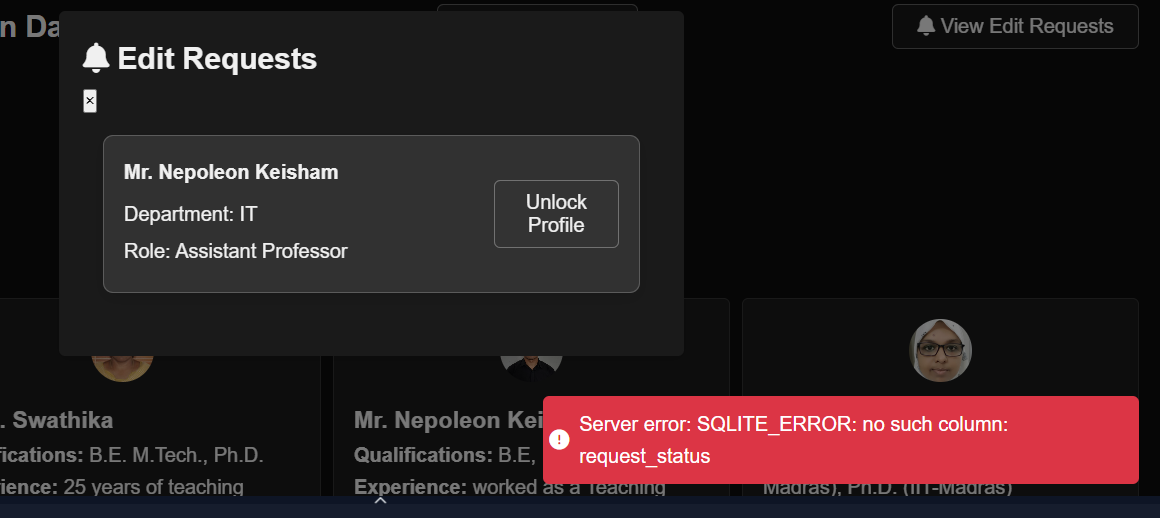 n Da
View Edit Requests
Edit Requests
×
Mr. Nepoleon Keisham
Department: IT
Role: Assistant Professor
Unlock
Profile
. Swathika
fications: B.E. M.Tech., Ph.D.
ience: 25 years of teaching
Mr. Nepoleon Kei
Qualifications: B.E,
Experience: worked as a Teaching
Server error: SQLITE_ERROR: no such column:
request_status
Madras), Ph.D. (IIT-Madras)